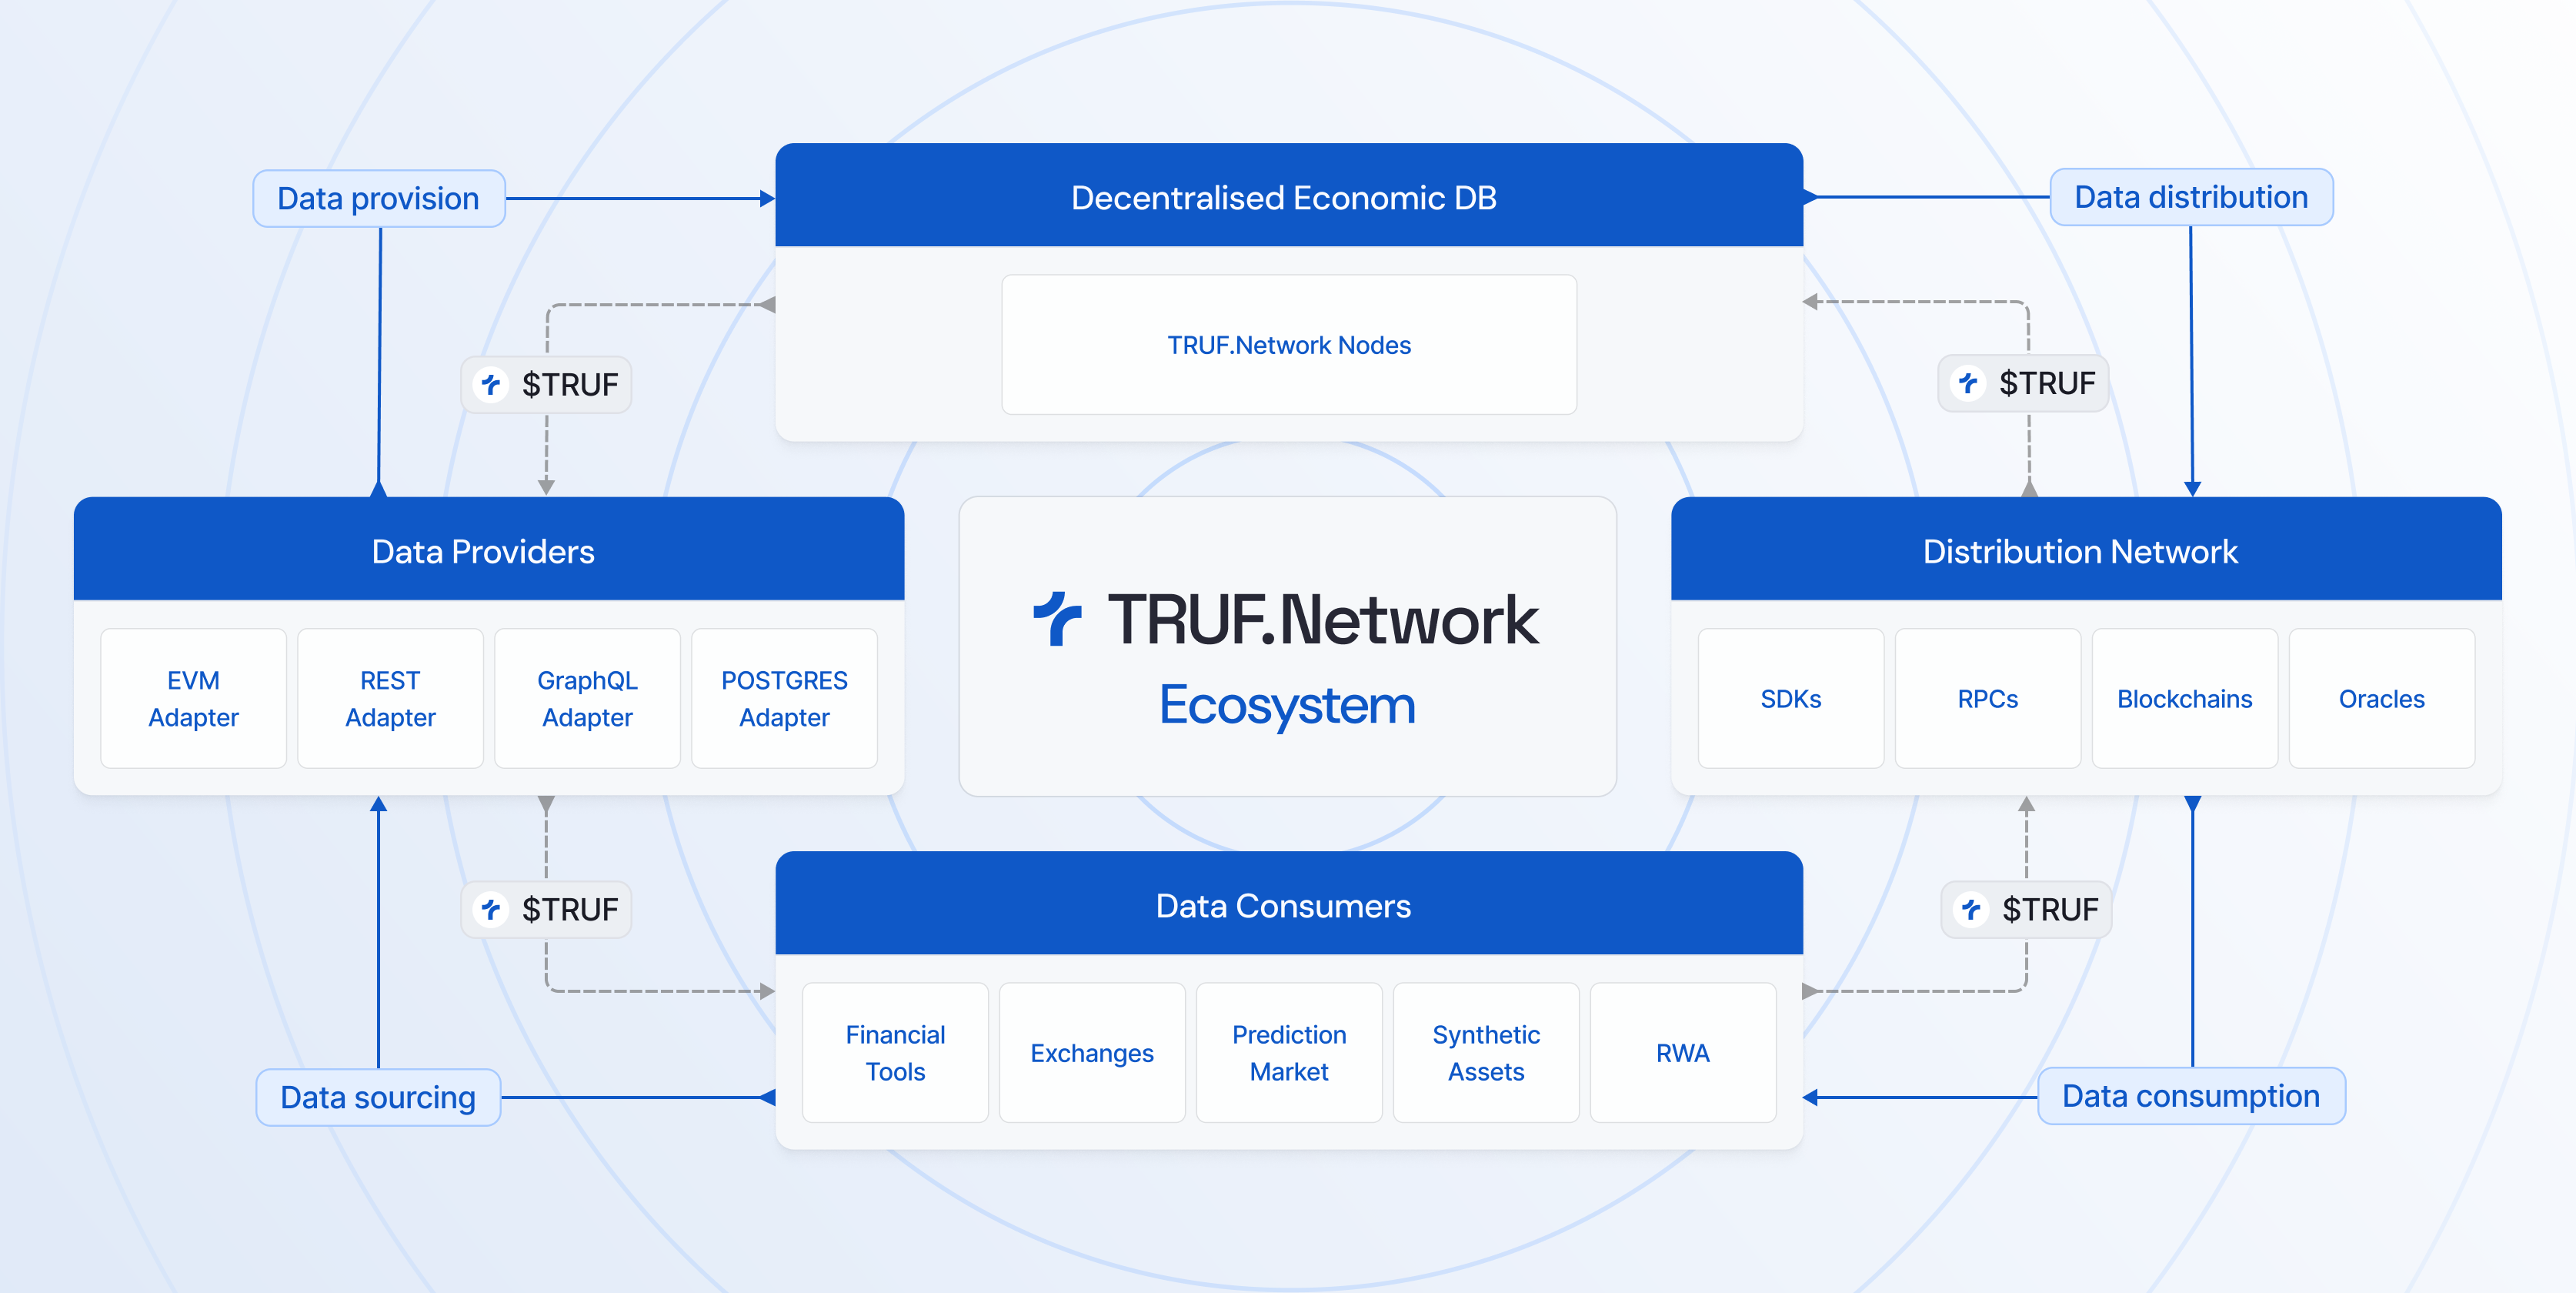 Data provision
Decentralised Economic DB
Data distribution
TRUF.Network Nodes
$TRUF
$TRUF
Data Providers
EVM
Adapter
REST
Adapter
GraphQL
Adapter
POSTGRES
Adapter
TRUF.Network
Ecosystem
Distribution Network
SDKs
RPCs
Blockchains
Oracles
$TRUF
$TRUF
Data Consumers
Financial
Tools
Exchanges
Prediction
Market
Synthetic
Assets
RWA
Data sourcing
Data consumption